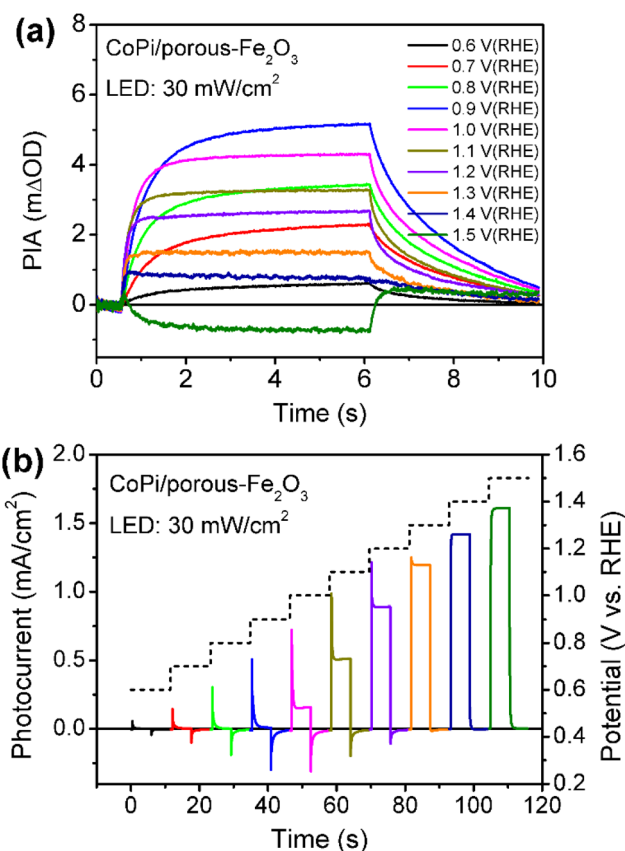 (a)
CoPi/porous-Fe₂O₃
LED: 30 mW/cm²
0.6 V(RHE)
0.7 V(RHE)
0.8 V(RHE)
0.9 V(RHE)
1.0 V(RHE)
1.1 V(RHE)
1.2 V(RHE)
1.3 V(RHE)
1.4 V(RHE)
1.5 V(RHE)
PIA (mΔOD)
8
6
4
2
0
0 2 4 6 8 10
Time (s)
(b)
CoPi/porous-Fe₂O₃
LED: 30 mW/cm²
Photocurrent (mA/cm²)
2.0
1.5
1.0
0.5
0.0
Potential (V vs. RHE)
1.6
1.4
1.2
1.0
0.8
0.6
0.4
0.2
0 20 40 60 80 100 120
Time (s)